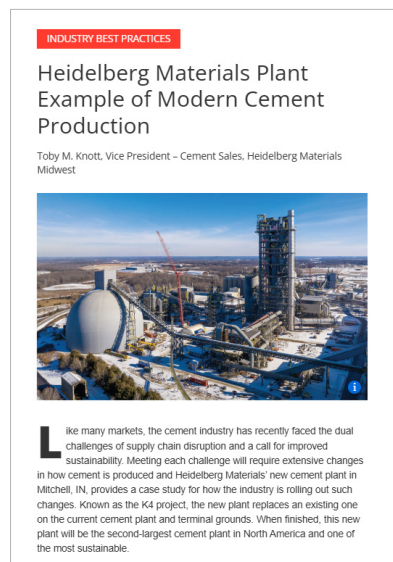 INDUSTRY BEST PRACTICES
Heidelberg Materials Plant
Example of Modern Cement
Production
Toby M. Knott, Vice President – Cement Sales, Heidelberg Materials
Midwest
i
Like many markets, the cement industry has recently faced the dual
challenges of supply chain disruption and a call for improved
sustainability. Meeting each challenge will require extensive changes
in how cement is produced and Heidelberg Materials’ new cement plant in
Mitchell, IN, provides a case study for how the industry is rolling out such
changes. Known as the K4 project, the new plant replaces an existing one
on the current cement plant and terminal grounds. When finished, this new
plant will be the second-largest cement plant in North America and one of
the most sustainable.